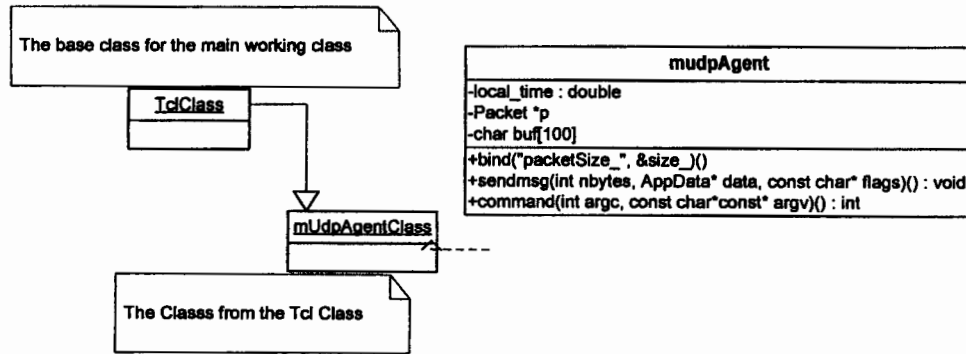 The base class for the main working class
TclClass
mUdpAgentClass
The Classs from the Tcl Class
mudpAgent
-local_time : double
-Packet *p
-char buf[100]
+bind("packetSize_", &size_)()
+sendmsg(int nbytes, AppData* data, const char* flags)() : void
+command(int argc, const char*const* argv)() : int